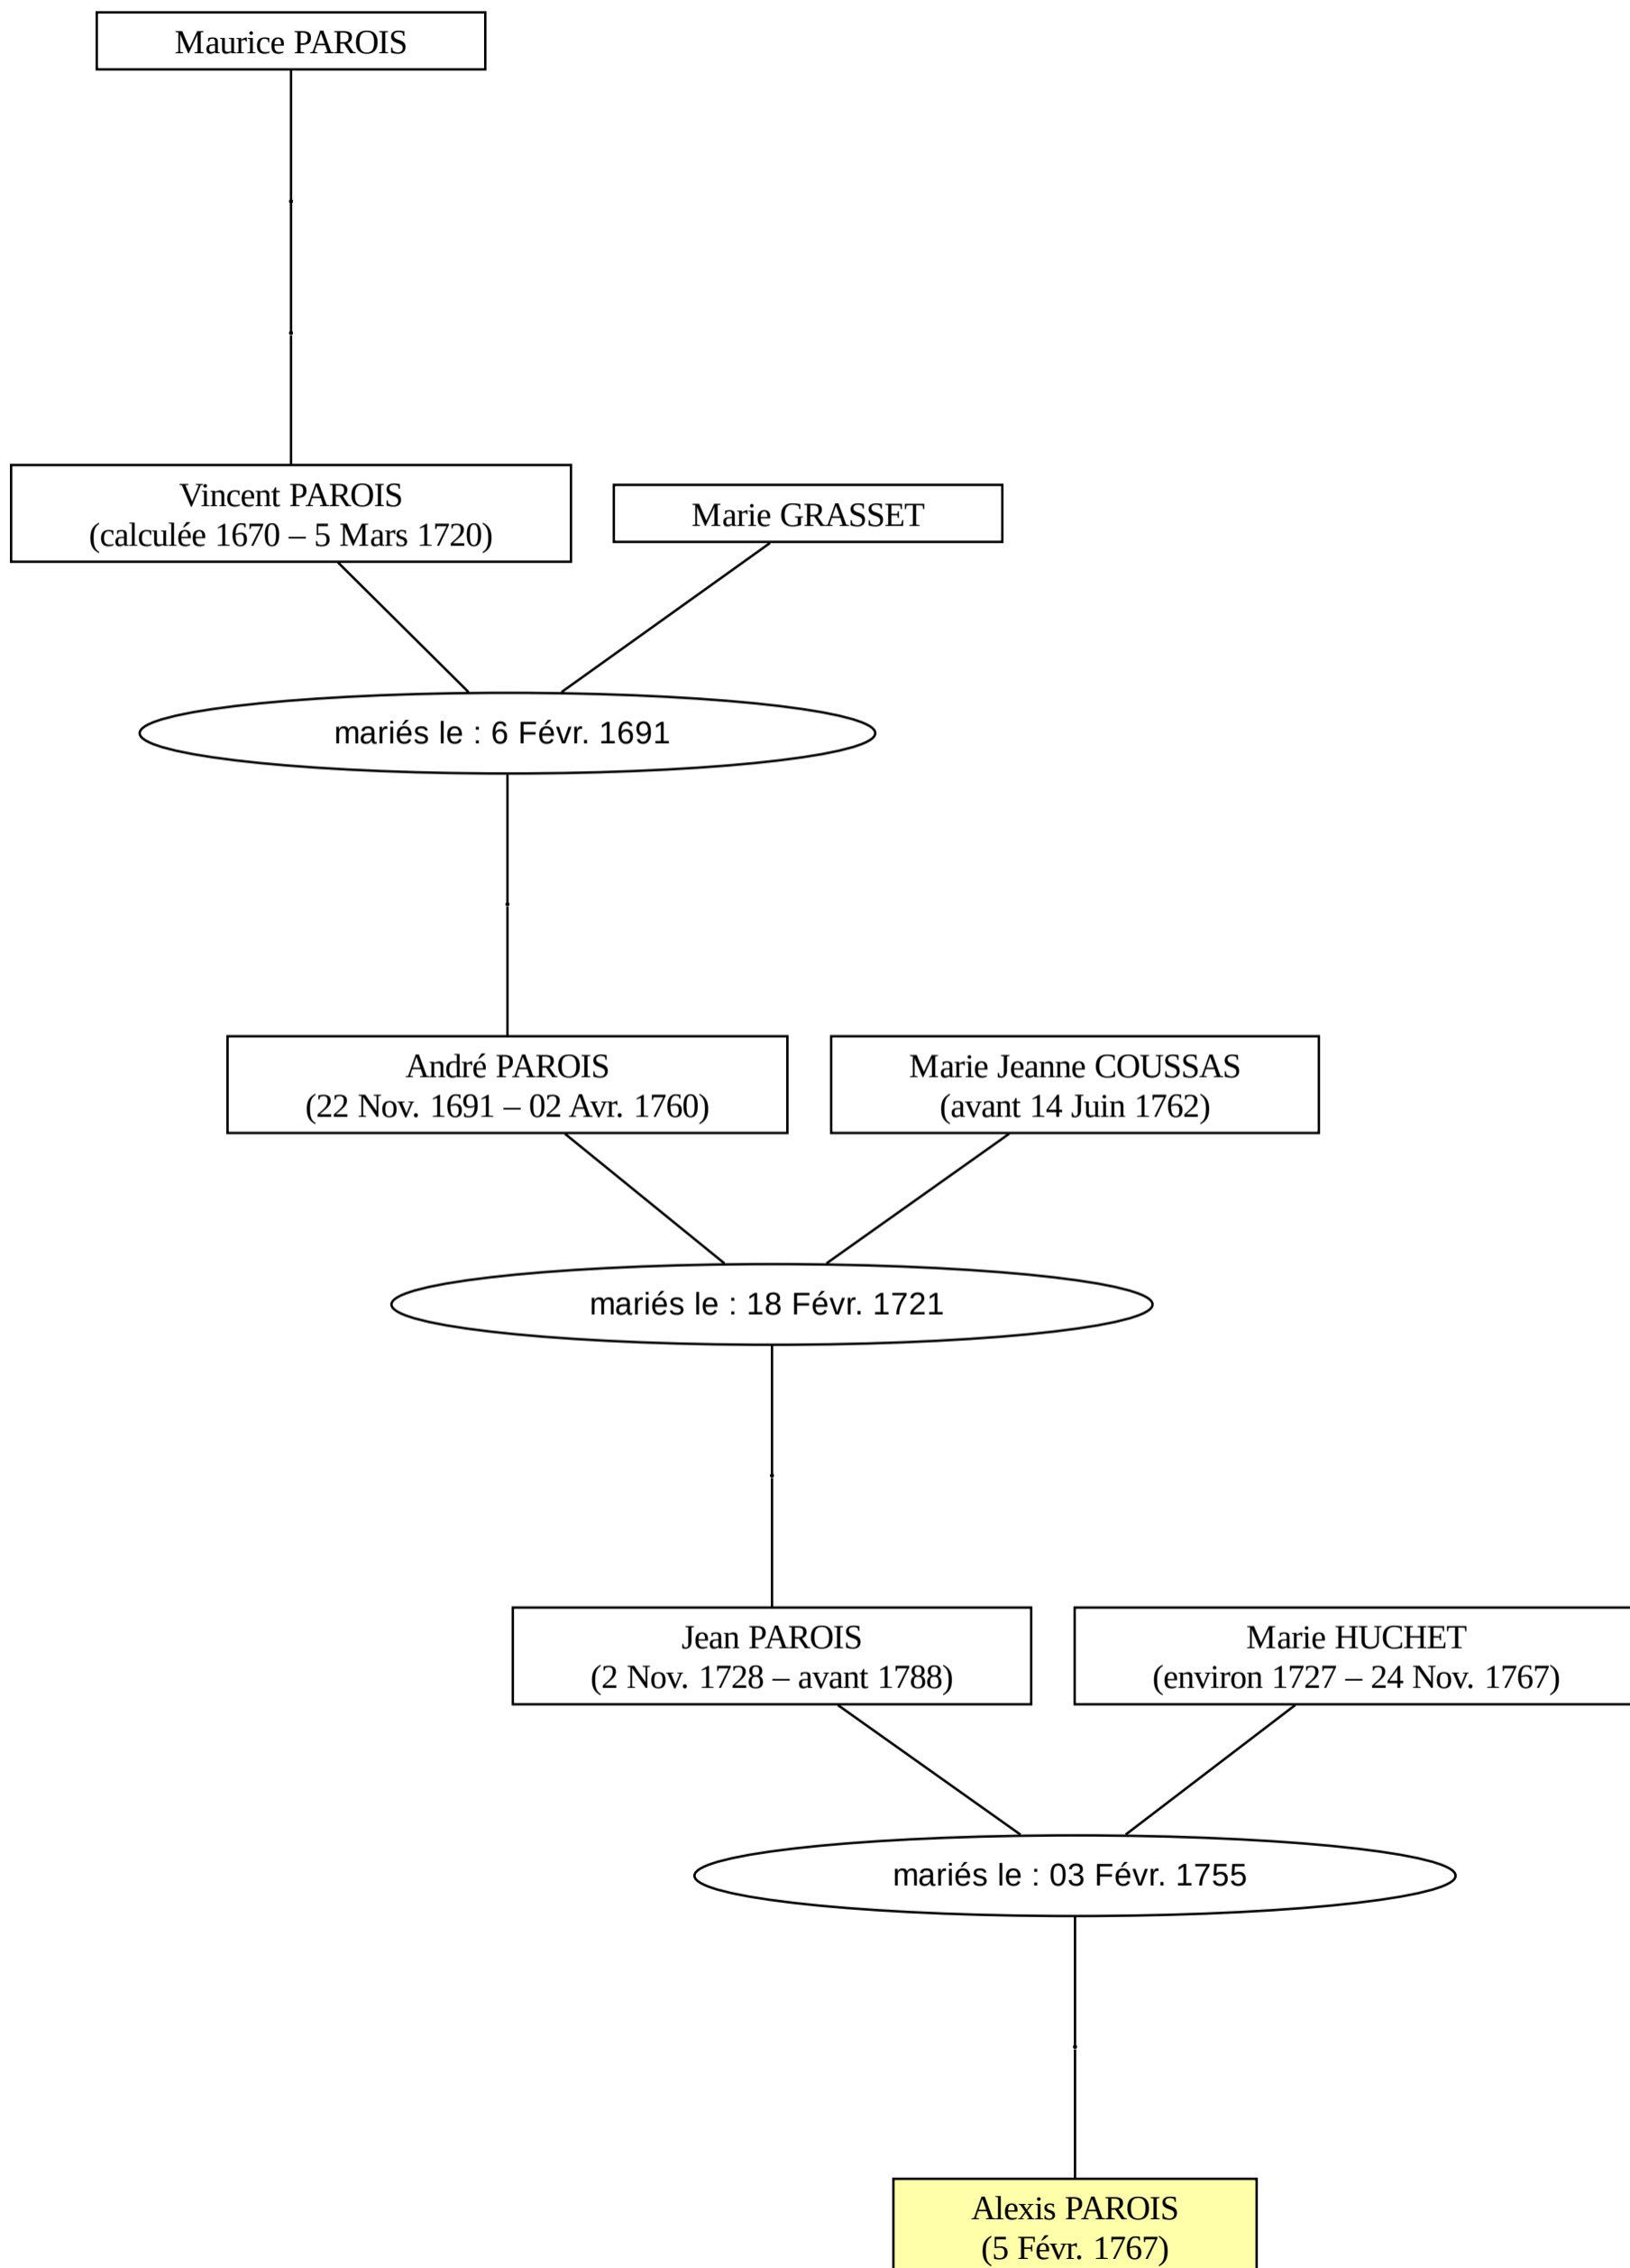 Maurice PAROIS
Vincent PAROIS
(calculée 1670 – 5 Mars 1720)
Marie GRASSET
mariés le : 6 Févr. 1691
André PAROIS
(22 Nov. 1691 – 02 Avr. 1760)
Marie Jeanne COUSSAS
(avant 14 Juin 1762)
mariés le : 18 Févr. 1721
Jean PAROIS
(2 Nov. 1728 – avant 1788)
Marie HUCHET
(environ 1727 – 24 Nov. 1767)
mariés le : 03 Févr. 1755
Alexis PAROIS
(5 Févr. 1767)